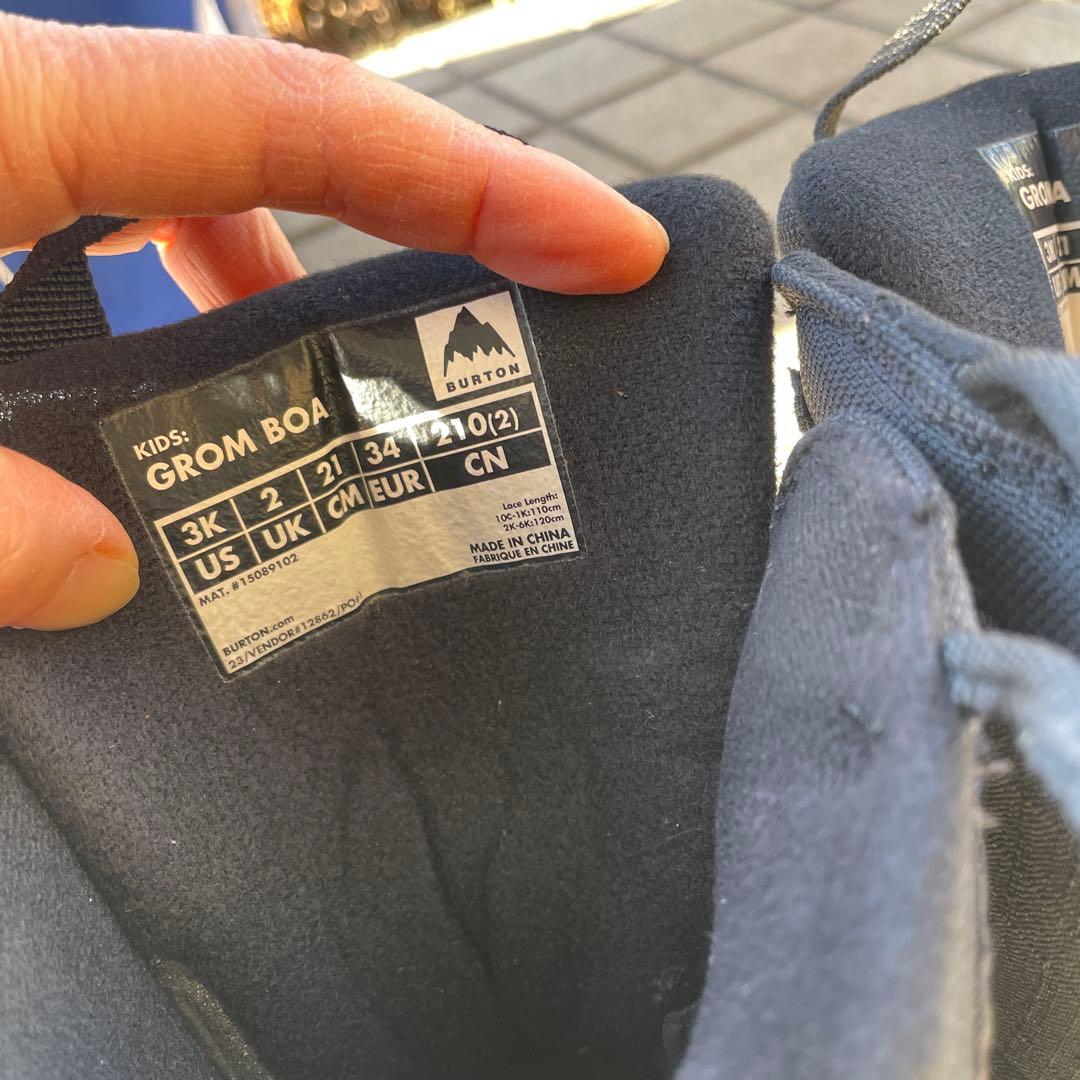 BURTON
KIDS:
GROM BOA
3K 2 21 34 210(2)
US UK CM EUR CN
MAT. #15089102
Lace Length:
10C-1K:110cm
2K-6K:120cm
MADE IN CHINA
FABRIQUE EN CHINE
BURTON.com
23/VENDOR#12862/PO#
KIDS: